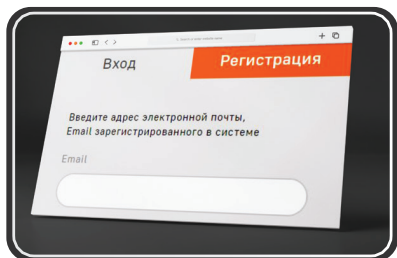 Вход
Регистрация
Введите адрес электронной почты,
Email зарегистрированного в системе
Email